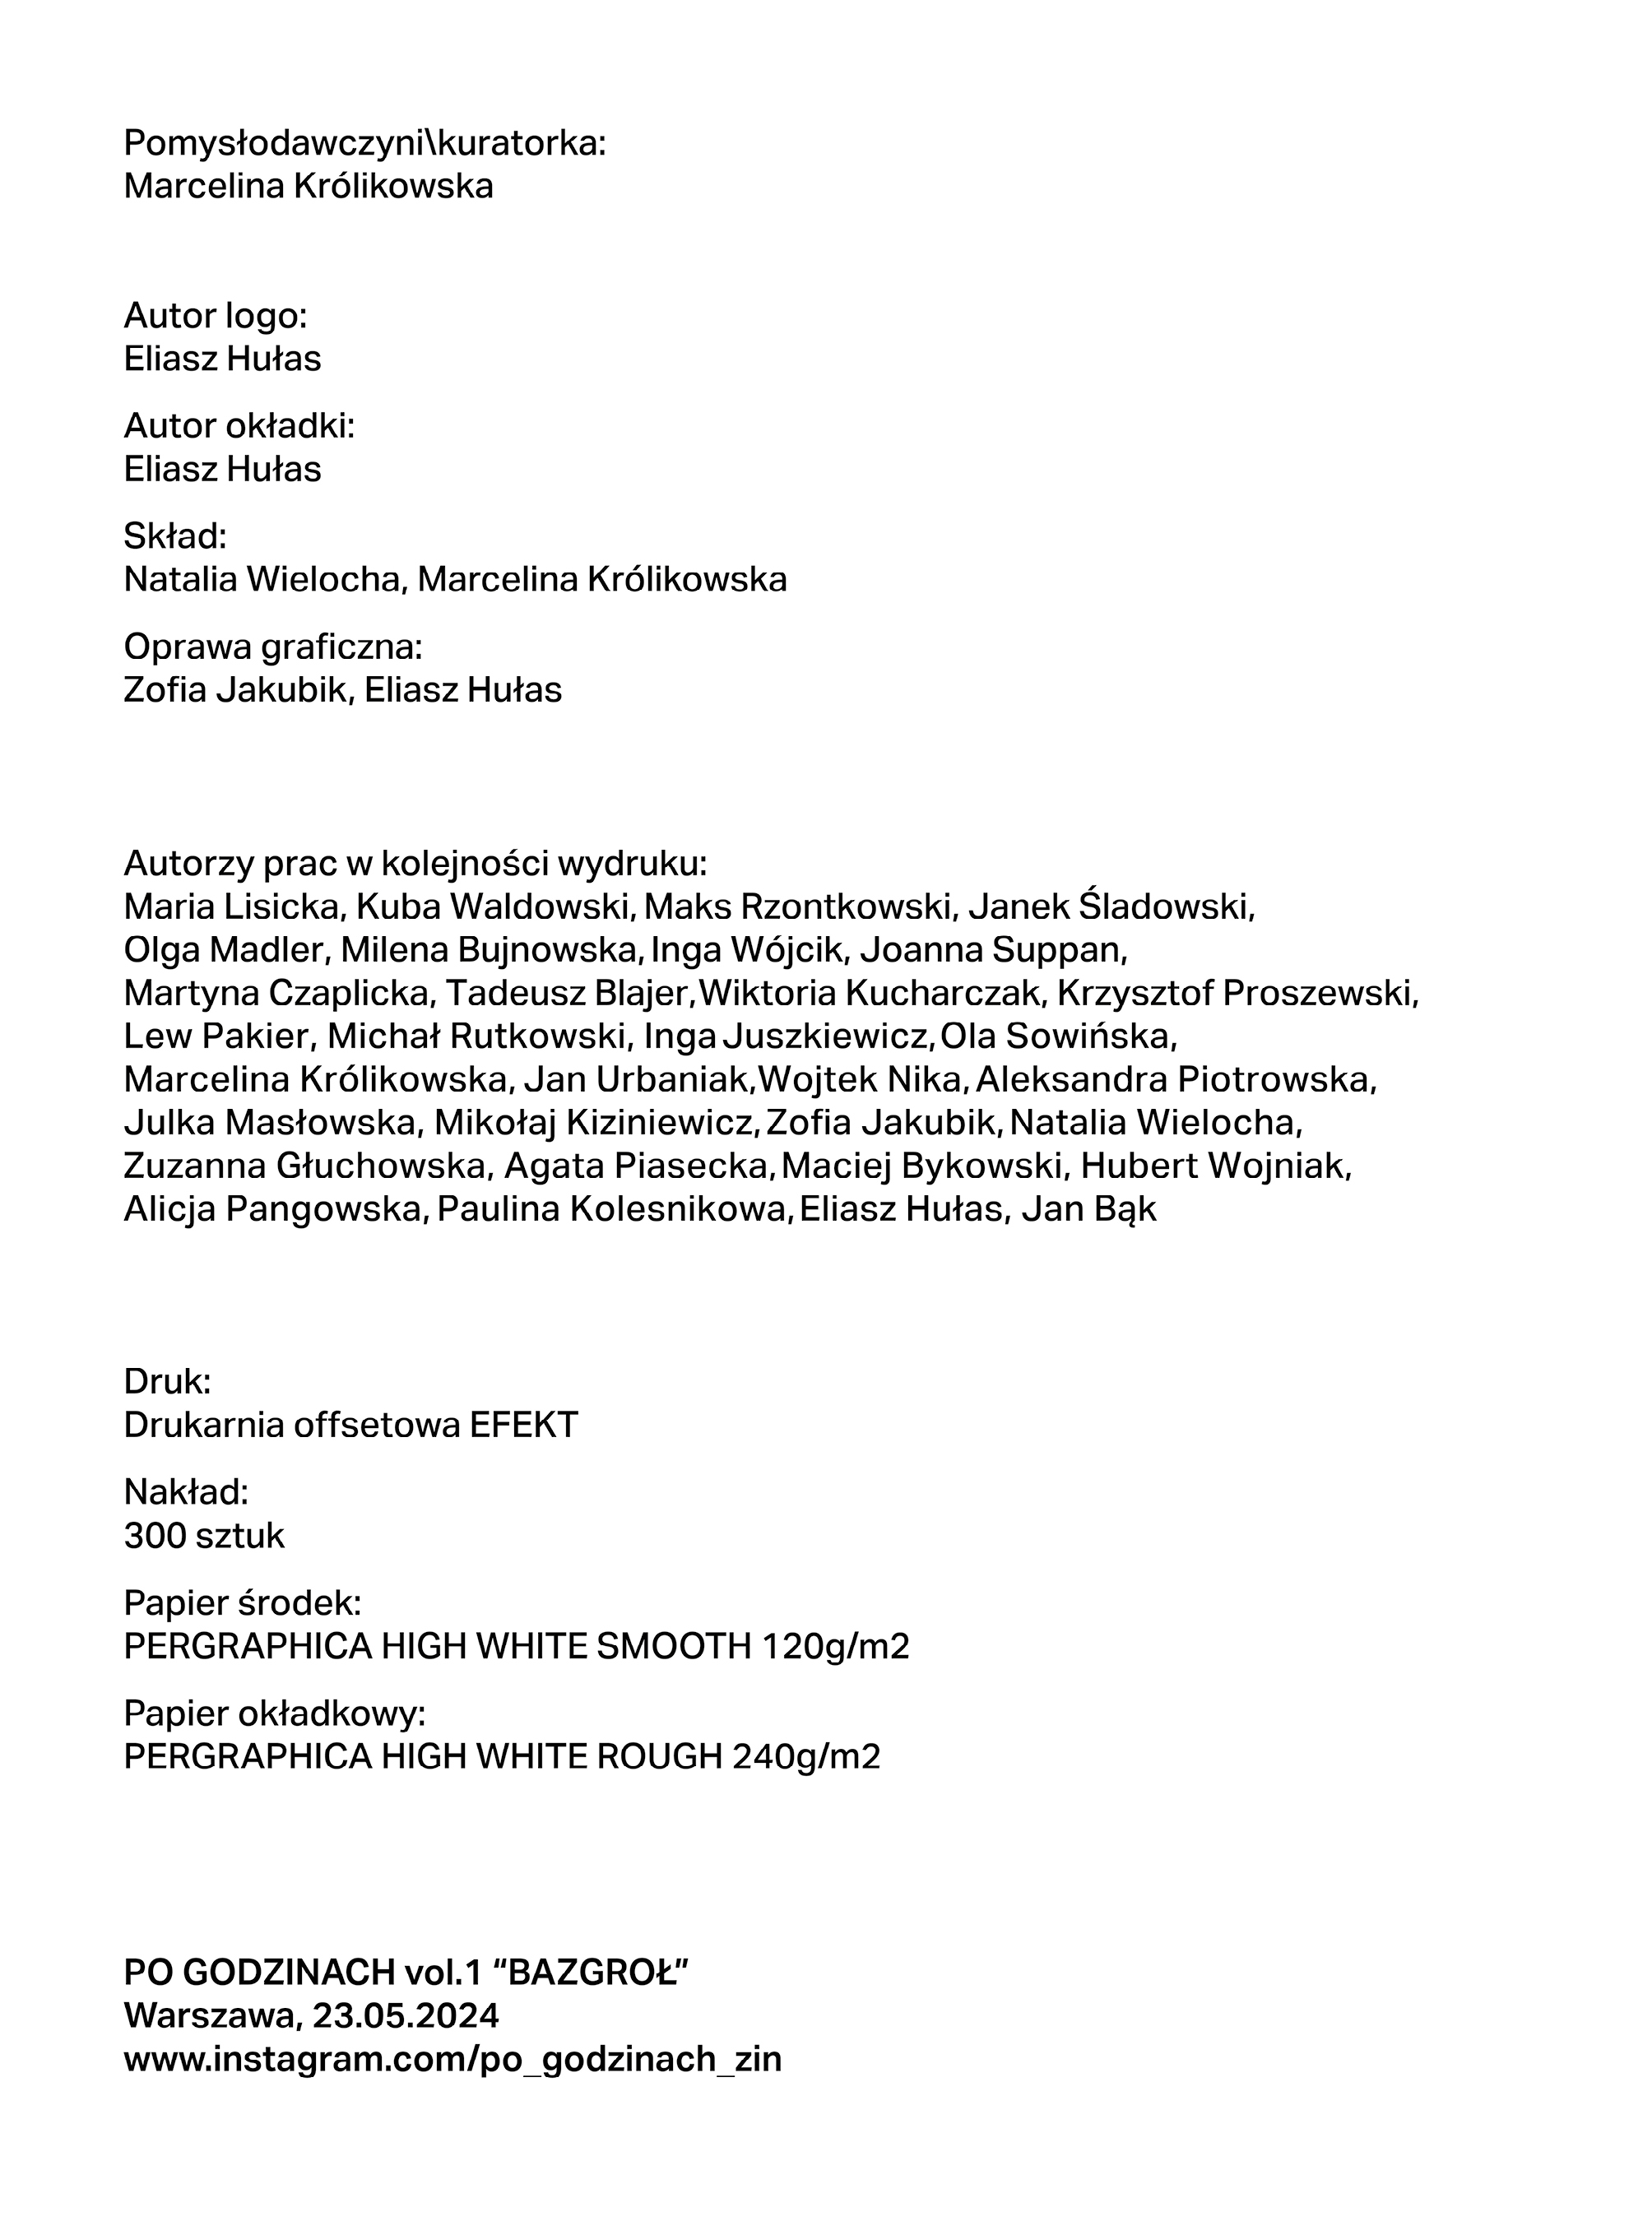 Pomysłodawczyni\kuratorka:
Marcelina Królikowska
Autor logo:
Eliasz Hułas
Autor okładki:
Eliasz Hułas
Skład:
Natalia Wielocha, Marcelina Królikowska
Oprawa graficzna:
Zofia Jakubik, Eliasz Hułas
Autorzy prac w kolejności wydruku:
Maria Lisicka, Kuba Waldowski, Maks Rzontkowski, Janek Śladowski,
Olga Madler, Milena Bujnowska, Inga Wójcik, Joanna Suppan,
Martyna Czaplicka, Tadeusz Blajer,Wiktoria Kucharczak, Krzysztof Proszewski,
Lew Pakier, Michał Rutkowski, Inga Juszkiewicz, Ola Sowińska,
Marcelina Królikowska, Jan Urbaniak,Wojtek Nika, Aleksandra Piotrowska,
Julka Masłowska, Mikołaj Kiziniewicz, Zofia Jakubik, Natalia Wielocha,
Zuzanna Głuchowska, Agata Piasecka, Maciej Bykowski, Hubert Wojniak,
Alicja Pangowska, Paulina Kolesnikowa, Eliasz Hułas, Jan Bąk
Druk:
Drukarnia offsetowa EFEKT
Nakład:
300 sztuk
Papier środek:
PERGRAPHICA HIGH WHITE SMOOTH 120g/m2
Papier okładkowy:
PERGRAPHICA HIGH WHITE ROUGH 240g/m2
PO GODZINACH vol.1 “BAZGROŁ”
Warszawa, 23.05.2024
www.instagram.com/po_godzinach_zin